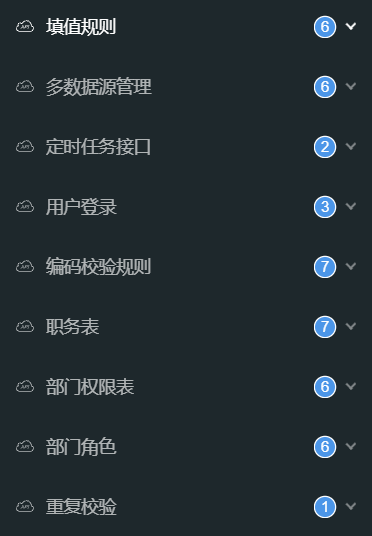 填值规则 6
多数据源管理 6
定时任务接口 2
用户登录 3
编码校验规则 7
职务表 7
部门权限表 6
部门角色 6
重复校验 1